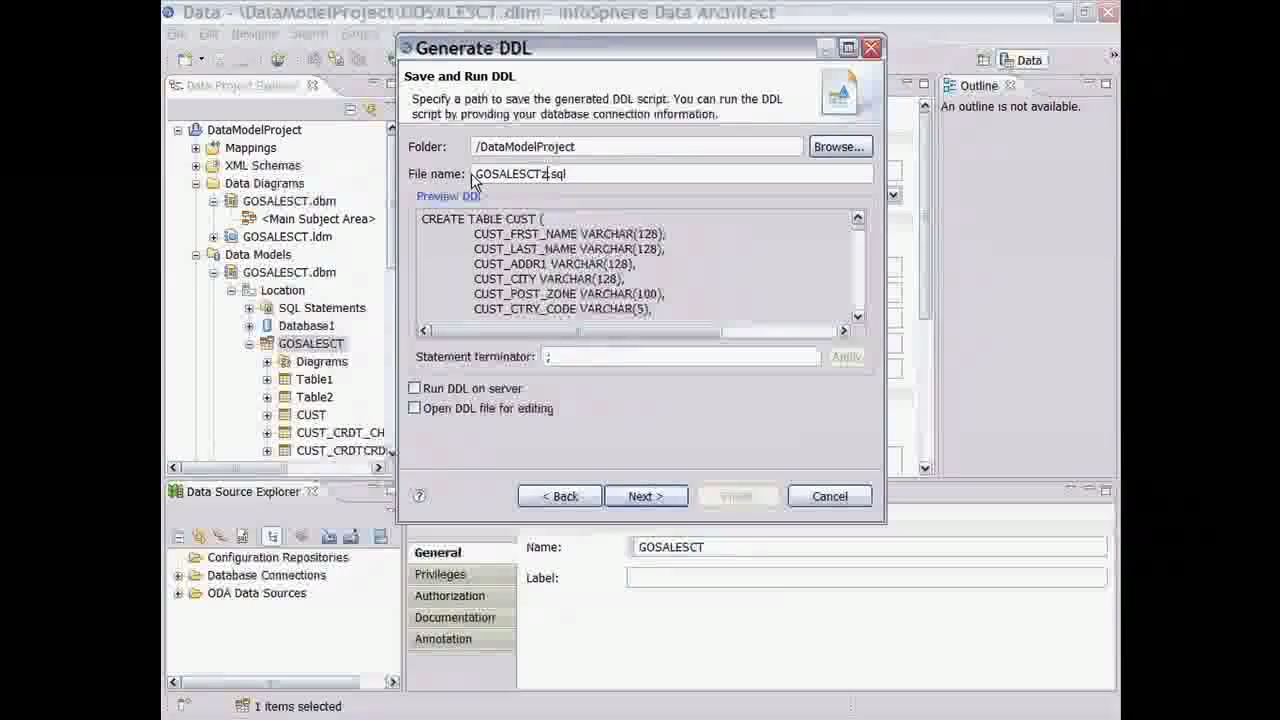 Data - \DataModelProject\GOSALESCT.dbm - InfoSphere Data Architect
Generate DDL
Save and Run DDL
Specify a path to save the generated DDL script. You can run the DDL
script by providing your database connection information.
Folder: /DataModelProject Browse...
File name: GOSALESCTz.sql
Preview DDL
CREATE TABLE CUST (
CUST_FRST_NAME VARCHAR(128),
CUST_LAST_NAME VARCHAR(128),
CUST_ADDR1 VARCHAR(128),
CUST_CITY VARCHAR(128),
CUST_POST_ZONE VARCHAR(100),
CUST_CTRY_CODE VARCHAR(5),
Statement terminator: ; Apply
Run DDL on server
Open DDL file for editing
< Back Next > Cancel
Data Project Explorer
DataModelProject
Mappings
XML Schemas
Data Diagrams
GOSALESCT.dbm
<Main Subject Area>
GOSALESCT.ldm
Data Models
GOSALESCT.dbm
Location
SQL Statements
Database1
GOSALESCT
Diagrams
Table1
Table2
CUST
CUST_CRDT_CH
CUST_CRDTCRD
Data
Outline
An outline is not available.
Data Source Explorer
Configuration Repositories
Database Connections
ODA Data Sources
General
Privileges
Authorization
Documentation
Annotation
Name: GOSALESCT
Label:
1 items selected